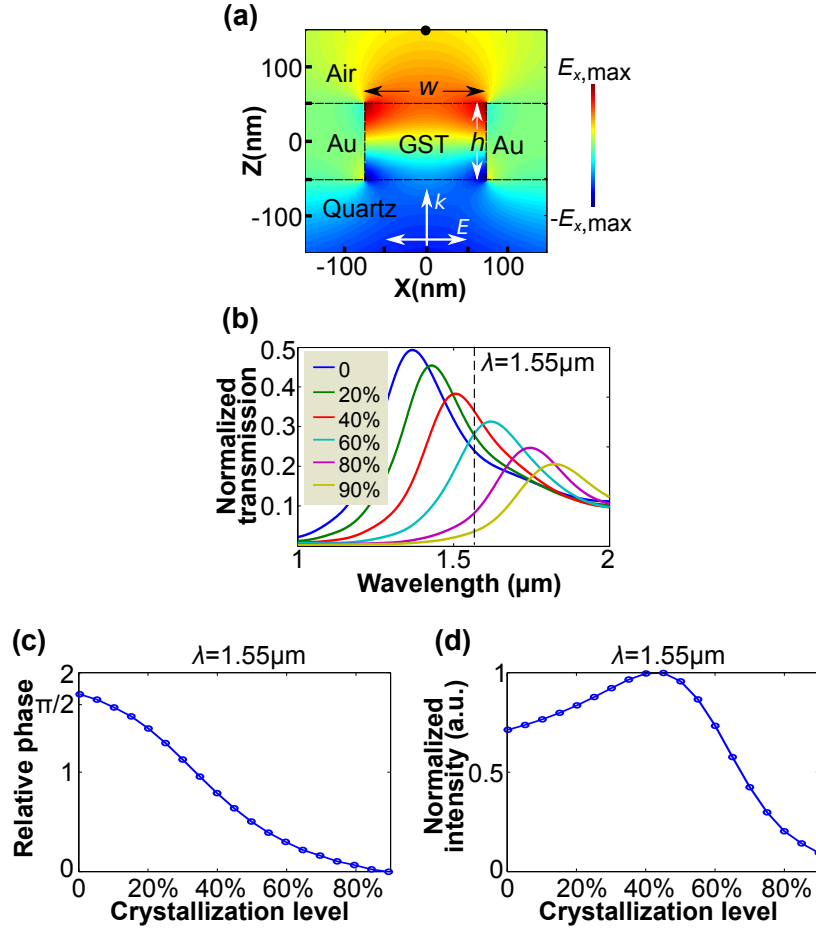 (a)
Z(nm)
100
0
-100
Air
w
Au
GST
h
Au
Quartz
k
E
-100
0
100
X(nm)
Ex,max
-Ex,max
(b)
Normalized
transmission
0.5
0.4
0.3
0.2
0.1
0
20%
40%
60%
80%
90%
λ=1.55μm
1
1.5
2
Wavelength (μm)
(c)
λ=1.55μm
Relative phase
2
π/2
1
0
0
20%
40%
60%
80%
Crystallization level
(d)
λ=1.55μm
Normalized
intensity (a.u.)
1
0.5
0
0
20%
40%
60%
80%
Crystallization level